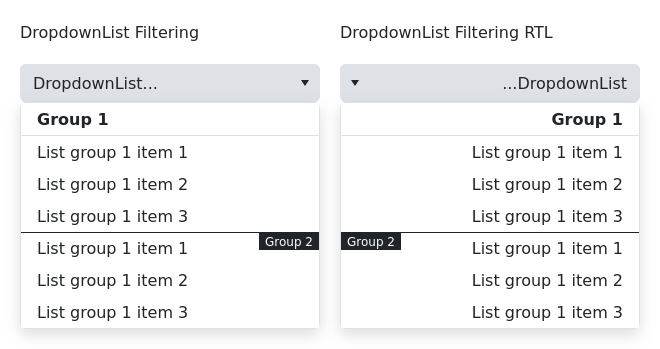 DropdownList Filtering
DropdownList...
Group 1
List group 1 item 1
List group 1 item 2
List group 1 item 3
Group 2
List group 1 item 1
List group 1 item 2
List group 1 item 3
DropdownList Filtering RTL
...DropdownList
Group 1
List group 1 item 1
List group 1 item 2
List group 1 item 3
Group 2
List group 1 item 1
List group 1 item 2
List group 1 item 3